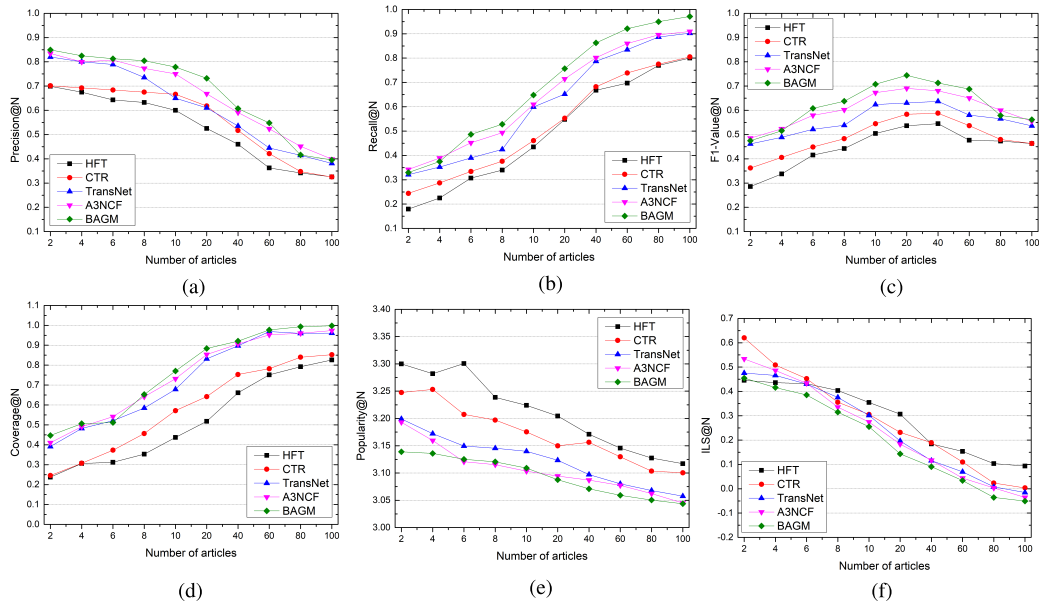 Precision@N
1.0
0.9
0.8
0.7
0.6
0.5
0.4
0.3
0.2
0.1
HFT
CTR
TransNet
A3NCF
BAGM
2 4 6 8 10 20 40 60 80 100
Number of articles
(a)
Recall@N
1.0
0.9
0.8
0.7
0.6
0.5
0.4
0.3
0.2
0.1
HFT
CTR
TransNet
A3NCF
BAGM
2 4 6 8 10 20 40 60 80 100
Number of articles
(b)
F1-Value@N
1.0
0.9
0.8
0.7
0.6
0.5
0.4
0.3
0.2
0.1
HFT
CTR
TransNet
A3NCF
BAGM
2 4 6 8 10 20 40 60 80 100
Number of articles
(c)
Coverage@N
1.1
1.0
0.9
0.8
0.7
0.6
0.5
0.4
0.3
0.2
0.1
0.0
HFT
CTR
TransNet
A3NCF
BAGM
2 4 6 8 10 20 40 60 80 100
Number of articles
(d)
Popularity@N
3.40
3.35
3.30
3.25
3.20
3.15
3.10
3.05
3.00
HFT
CTR
TransNet
A3NCF
BAGM
2 4 6 8 10 20 40 60 80 100
Number of articles
(e)
ILS@N
0.7
0.6
0.5
0.4
0.3
0.2
0.1
0.0
-0.1
-0.2
HFT
CTR
TransNet
A3NCF
BAGM
2 4 6 8 10 20 40 60 80 100
Number of articles
(f)